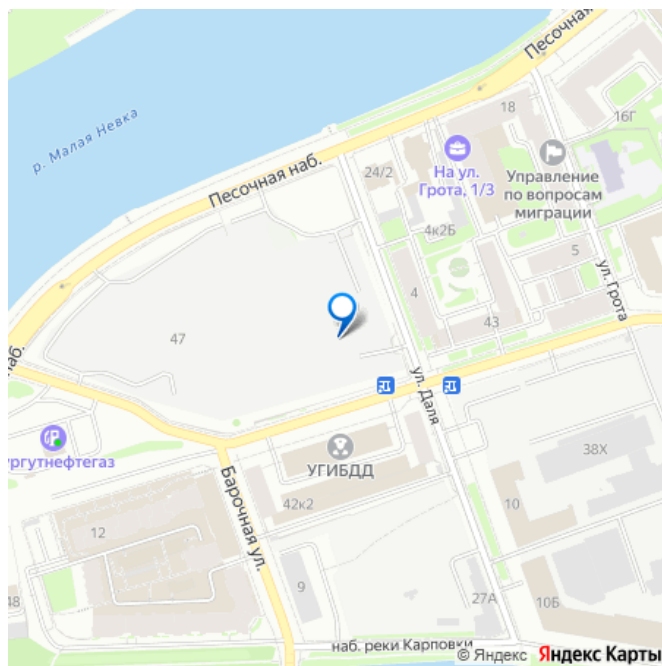 Песочная
р. Малая Невка
18
16Г
24/2
На ул.
Грота, 1/3
Управление
по вопросам
миграции
Песочная наб.
4к2Б
5
ул. Грота
4
43
47
наб.
ул. Даля
ургутнефтегаз
УГИБДД
38Х
Барочная ул.
42к2
10
12
9
48
27А
10Б
наб. реки Карповки
© Яндекс Яндекс Карты